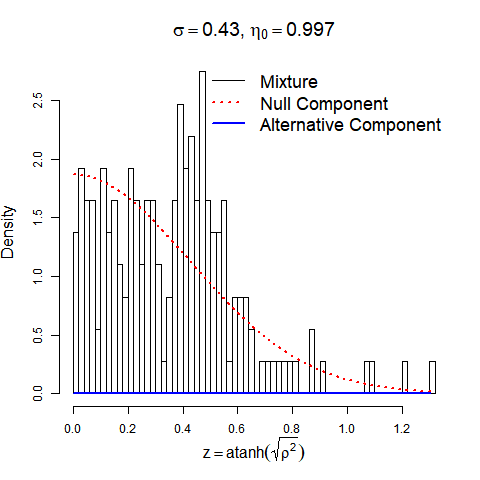 σ = 0.43, η₀ = 0.997
Mixture
Null Component
Alternative Component
Density
2.5
2.0
1.5
1.0
0.5
0.0
0.0 0.2 0.4 0.6 0.8 1.0 1.2
z = atanh(√ρ²)